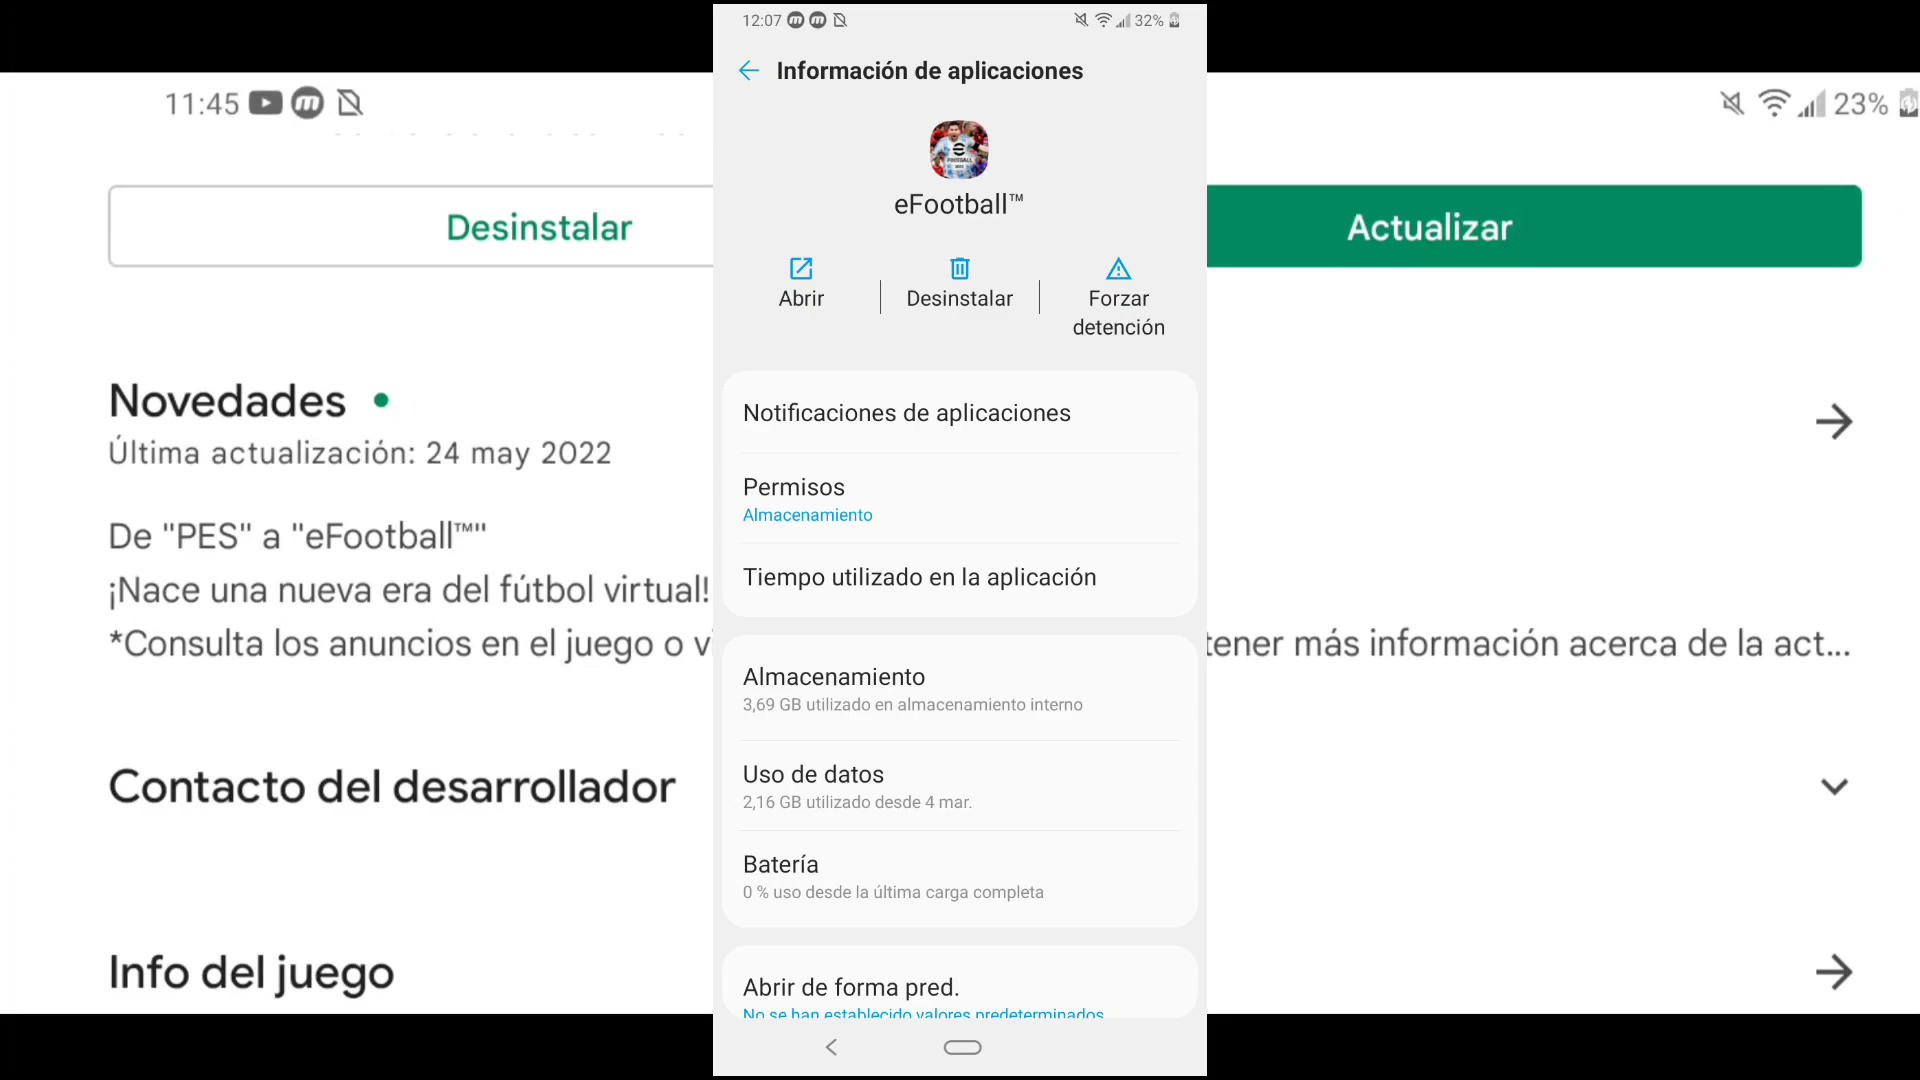 12:07
32%
Información de aplicaciones
11:45
23%
eFootball™
Desinstalar
Actualizar
Abrir
Desinstalar
Forzar
detención
Novedades
Última actualización: 24 may 2022
Notificaciones de aplicaciones
Permisos
Almacenamiento
De "PES" a "eFootball™"
¡Nace una nueva era del fútbol virtual!
Tiempo utilizado en la aplicación
*Consulta los anuncios en el juego o
tener más información acerca de la act...
Almacenamiento
3,69 GB utilizado en almacenamiento interno
Uso de datos
2,16 GB utilizado desde 4 mar.
Contacto del desarrollador
Batería
0 % uso desde la última carga completa
Info del juego
Abrir de forma pred.
No se han establecido valores predeterminados